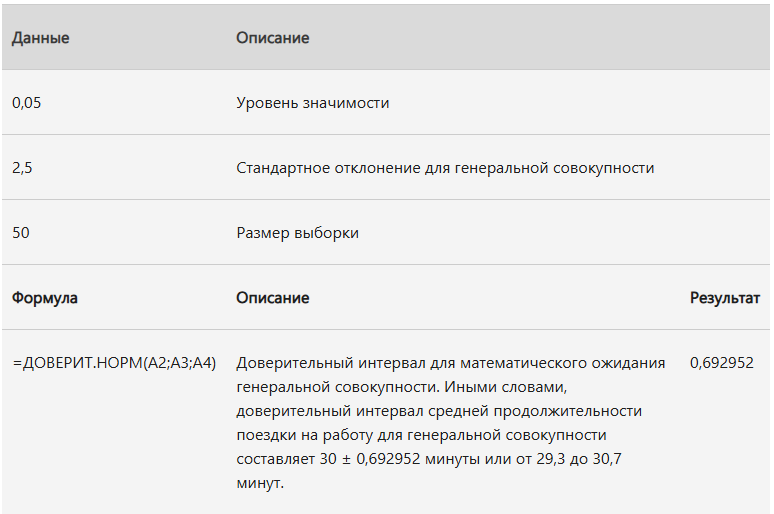 Данные Описание
0,05 Уровень значимости
2,5 Стандартное отклонение для генеральной совокупности
50 Размер выборки
Формула Описание Результат
=ДОВЕРИТ.НОРМ(A2;A3;A4) Доверительный интервал для математического ожидания 0,692952
генеральной совокупности. Иными словами,
доверительный интервал средней продолжительности
поездки на работу для генеральной совокупности
составляет 30 ± 0,692952 минуты или от 29,3 до 30,7
минут.